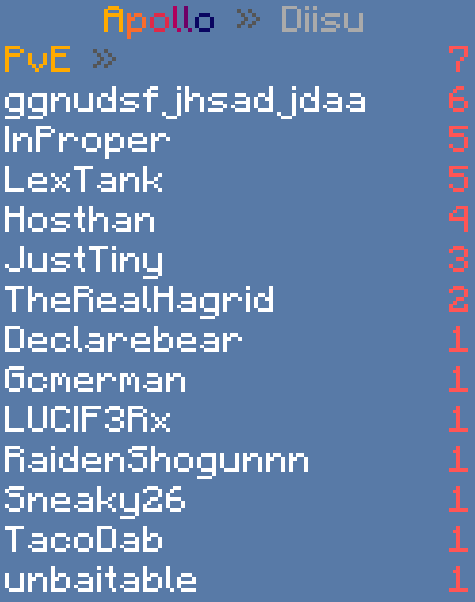 Apollo » Diisu
PvE » 7
ggnudsf_jhsad_jdaa 6
InProper 5
LexTank 5
Hosthan 4
JustTiny 3
TheRealHagrid 2
Declarebear 1
Gcmerman 1
LUCIF3Rx 1
RaidenShogunnn 1
Sneaky26 1
TacoDab 1
unbaitable 1